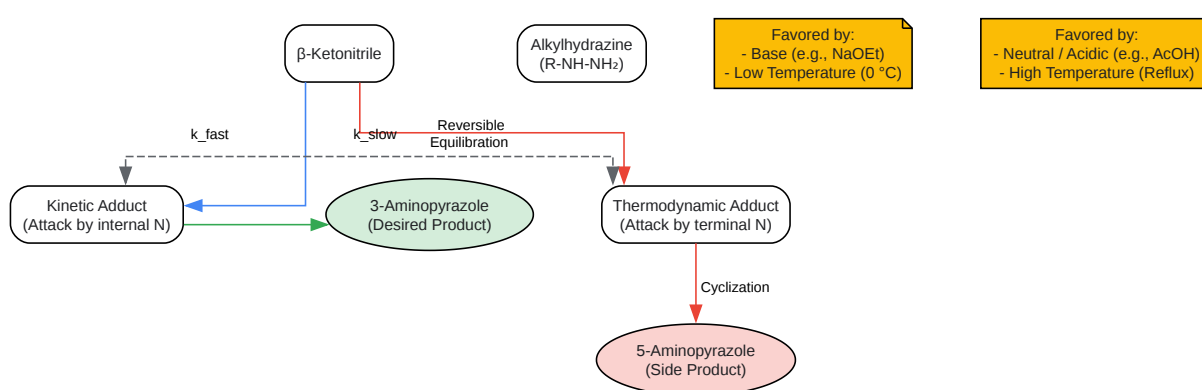 β-Ketonitrile
Alkylhydrazine
(R-NH-NH₂)
Favored by:
- Base (e.g., NaOEt)
- Low Temperature (0 °C)
Favored by:
- Neutral / Acidic (e.g., AcOH)
- High Temperature (Reflux)
k_fast
k_slow
Reversible
Equilibration
Kinetic Adduct
(Attack by internal N)
3-Aminopyrazole
(Desired Product)
Thermodynamic Adduct
(Attack by terminal N)
Cyclization
5-Aminopyrazole
(Side Product)